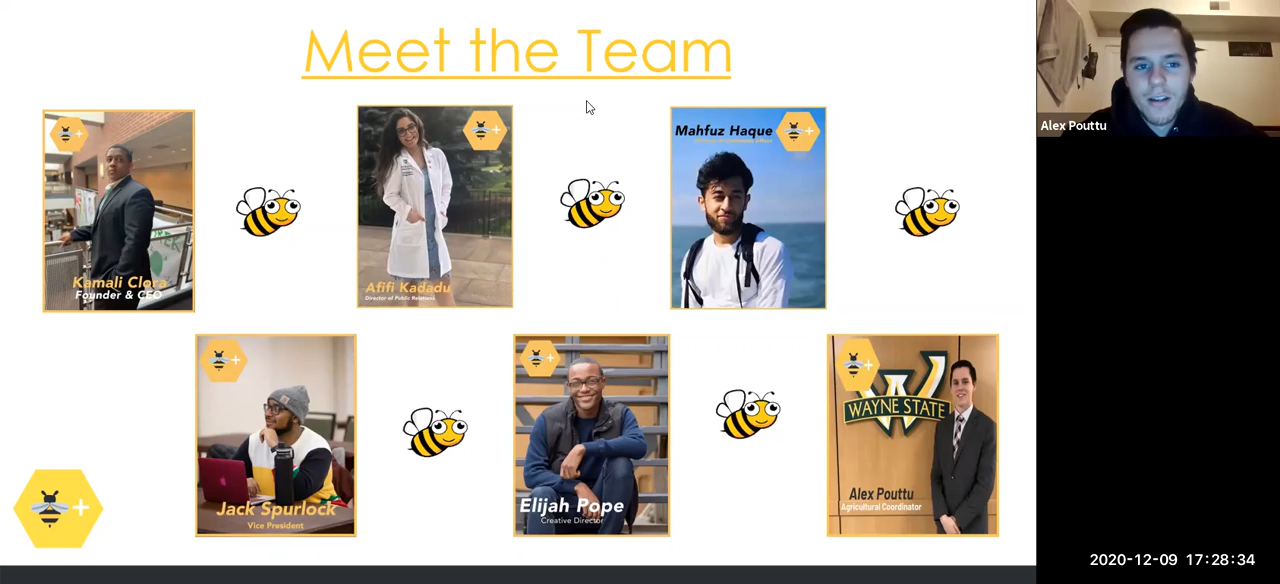 Meet the Team
Alex Pouttu
Kamali Clora
Founder & CEO
Afifi Kadadu
Director of Public Relations
Mahfuz Haque
Jack Spurlock
Vice President
Elijah Pope
Creative Director
WAYNE STATE
Alex Pouttu
Agricultural Coordinator
2020-12-09 17:28:34